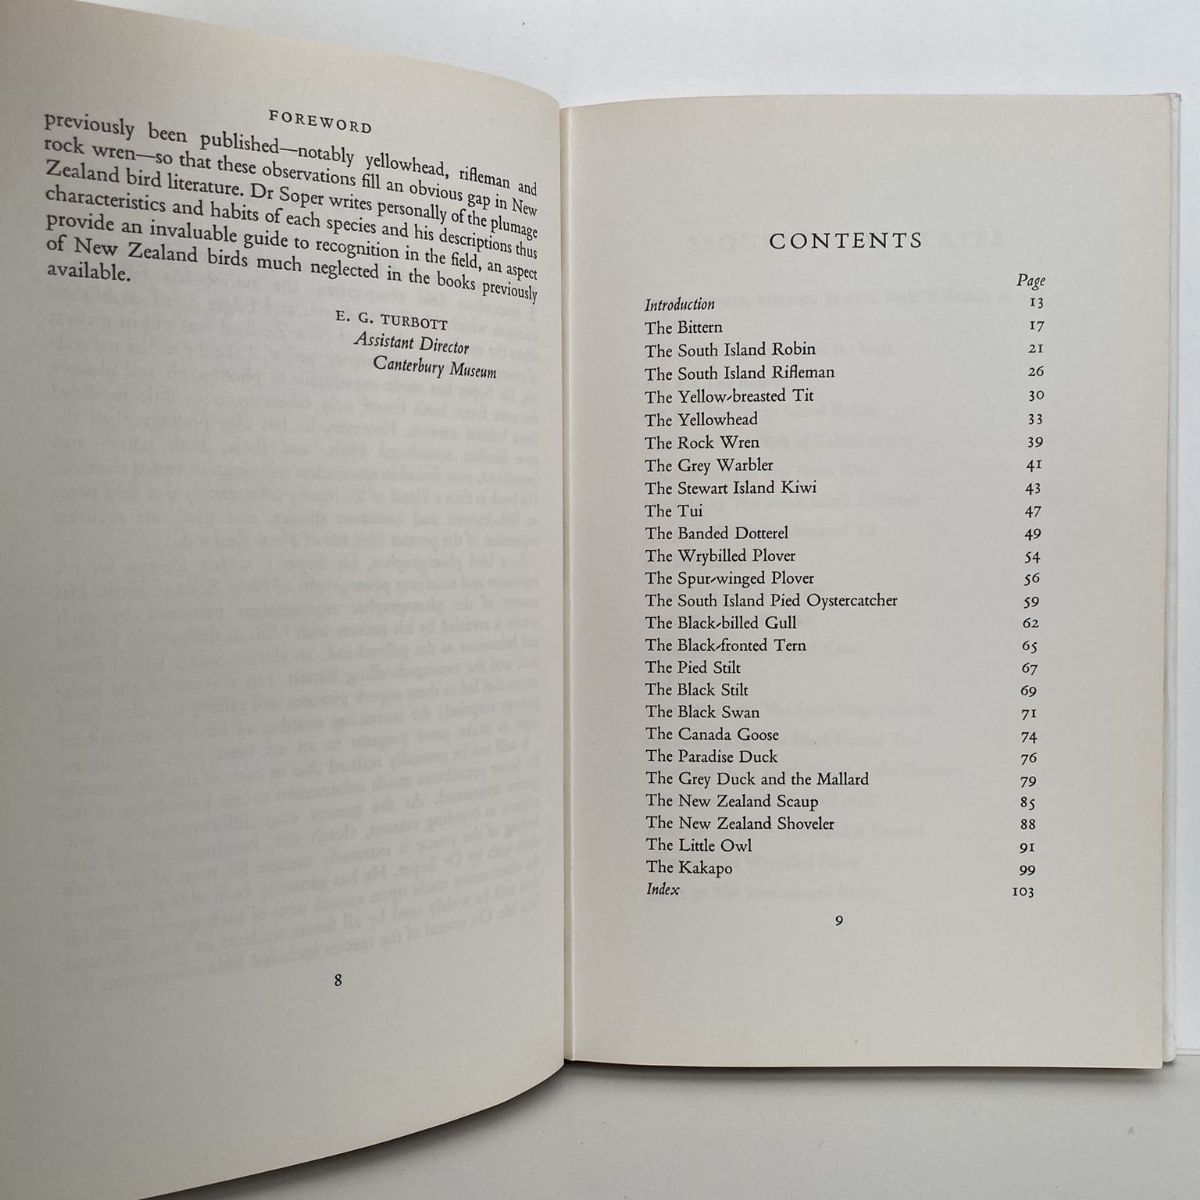 FOREWORD
previously been published—notably yellowhead, rifleman and
rock wren—so that these observations fill an obvious gap in New
Zealand bird literature. Dr Soper writes personally of the plumage
characteristics and habits of each species and his descriptions thus
provide an invaluable guide to recognition in the field, an aspect
of New Zealand birds much neglected in the books previously
available.
E. G. TURBOTT
Assistant Director
Canterbury Museum
8
CONTENTS
Page
Introduction 13
The Bittern 17
The South Island Robin 21
The South Island Rifleman 26
The Yellow-breasted Tit 30
The Yellowhead 33
The Rock Wren 39
The Grey Warbler 41
The Stewart Island Kiwi 43
The Tui 47
The Banded Dotterel 49
The Wrybilled Plover 54
The Spur-winged Plover 56
The South Island Pied Oystercatcher 59
The Black-billed Gull 62
The Black-fronted Tern 65
The Pied Stilt 67
The Black Stilt 69
The Black Swan 71
The Canada Goose 74
The Paradise Duck 76
The Grey Duck and the Mallard 79
The New Zealand Scaup 85
The New Zealand Shoveler 88
The Little Owl 91
The Kakapo 99
Index 103
9